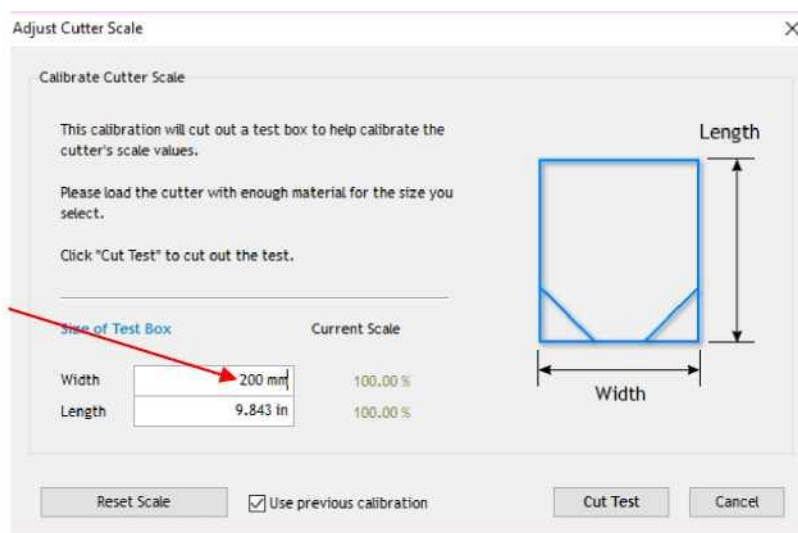 Adjust Cutter Scale
Calibrate Cutter Scale
This calibration will cut out a test box to help calibrate the
cutter's scale values.
Please load the cutter with enough material for the size you
select.
Click "Cut Test" to cut out the test.
Length
Width
Size of Test Box Current Scale
Width 200 mm 100.00 %
Length 9.843 in 100.00 %
Reset Scale Use previous calibration Cut Test Cancel